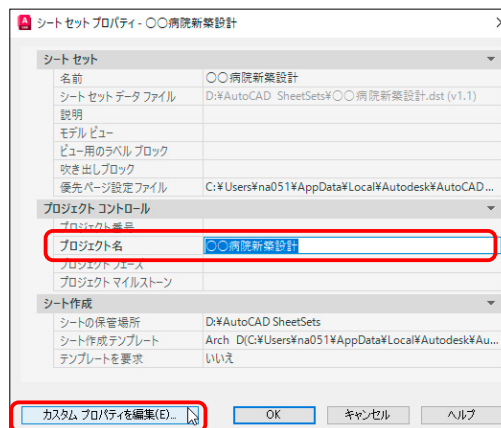 シート セット プロパティ - 〇〇病院新築設計
シート セット
名前 〇〇病院新築設計
シート セット データ ファイル D:¥AutoCAD SheetSets¥〇〇病院新築設計.dst (v1.1)
説明
モデル ビュー
ビュー用のラベル ブロック
吹き出しブロック
優先ページ設定ファイル C:¥Users¥na051¥AppData¥Local¥Autodesk¥AutoCAD...
プロジェクト コントロール
プロジェクト番号
プロジェクト名 〇〇病院新築設計
プロジェクト フェーズ
プロジェクト マイルストーン
シート作成
シートの保管場所 D:¥AutoCAD SheetSets
シート作成テンプレート Arch D(C:¥Users¥na051¥AppData¥Local¥Autodesk¥Au...
テンプレートを要求 いいえ
カスタム プロパティを編集(E)... OK キャンセル ヘルプ